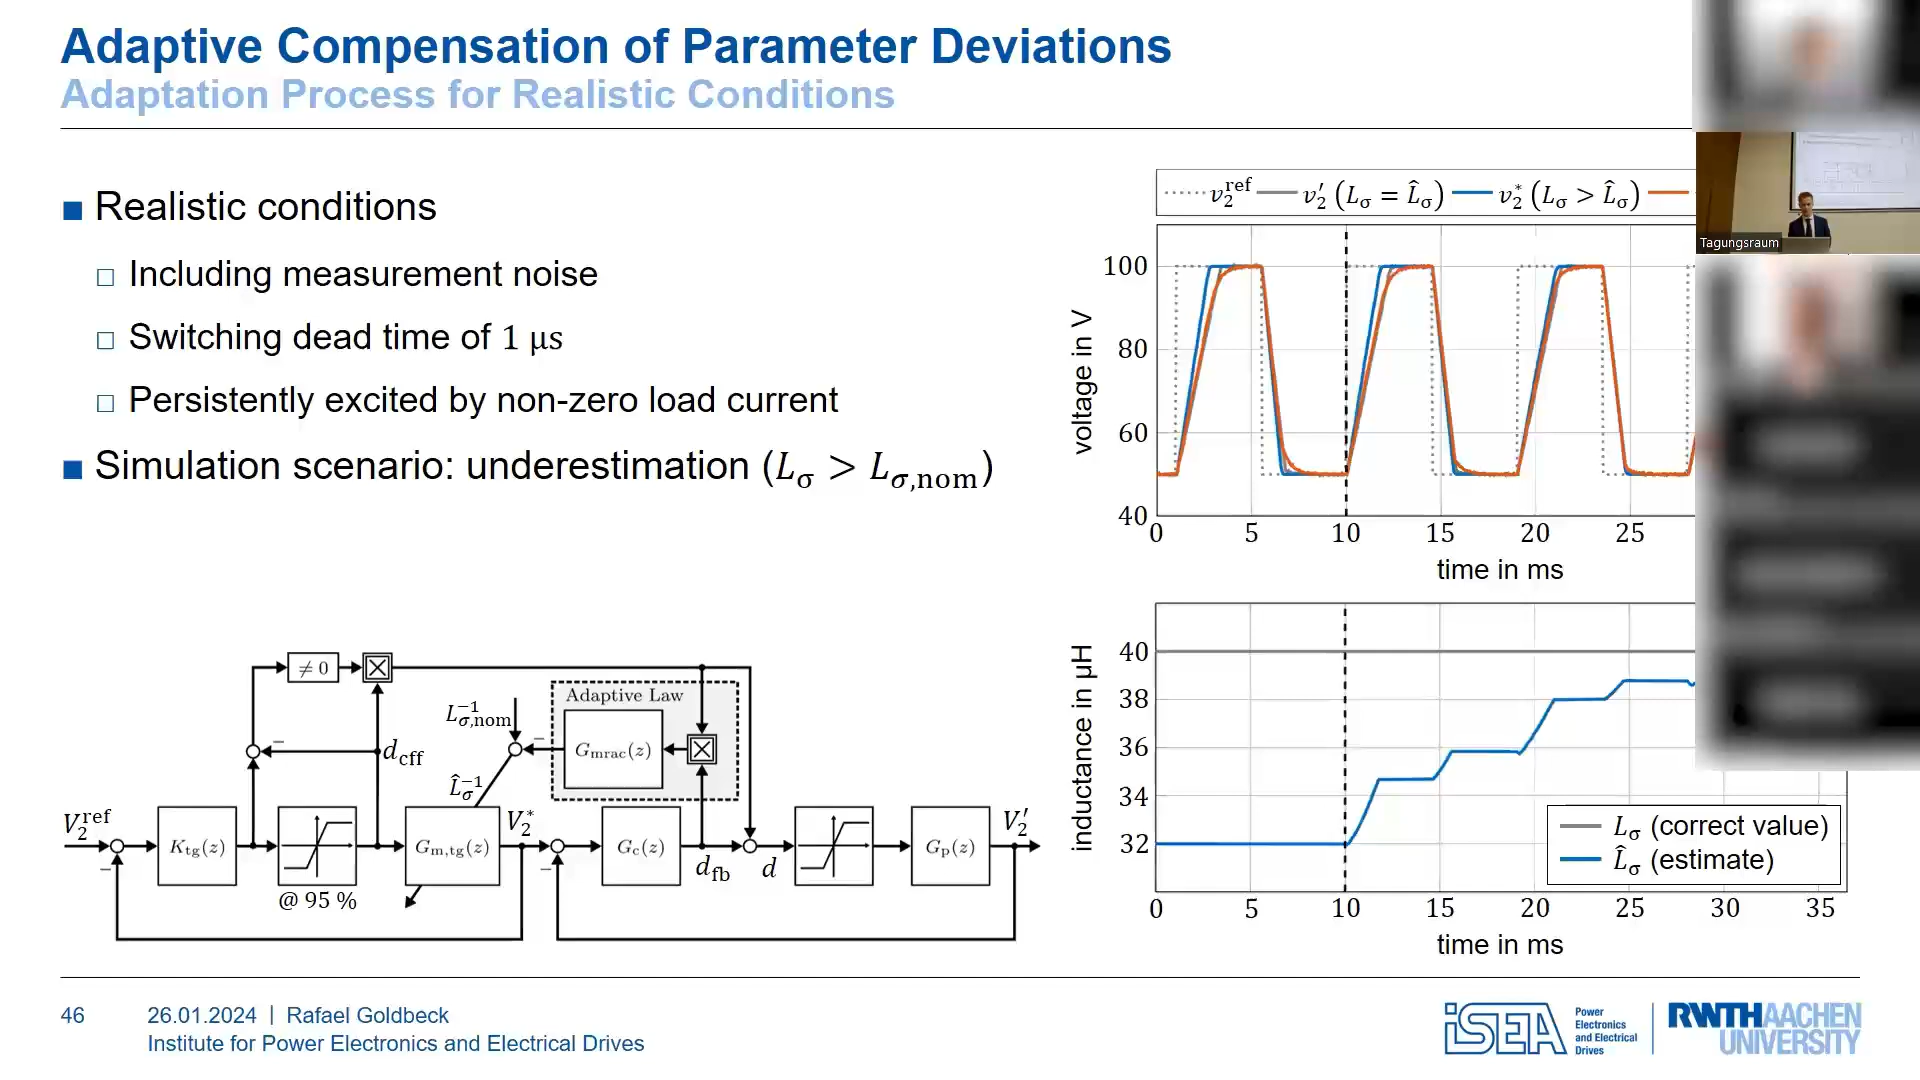 Adaptive Compensation of Parameter Deviations
Adaptation Process for Realistic Conditions
■ Realistic conditions
□ Including measurement noise
□ Switching dead time of 1 μs
□ Persistently excited by non-zero load current
■ Simulation scenario: underestimation (Lσ > Lσ,nom)
v₂ʳᵉᶠ v₂′ (Lσ = L̂σ) v₂* (Lσ > L̂σ)
Tagungsraum
voltage in V
100
80
60
40
0 5 10 15 20 25
time in ms
inductance in μH
40
38
36
34
32
Lσ (correct value)
L̂σ (estimate)
0 5 10 15 20 25 30 35
time in ms
≠ 0
Adaptive Law
Lσ,nom⁻¹
−
Gmrac(z)
−
dcff
L̂σ⁻¹
V₂ʳᵉᶠ
Ktg(z)
Gm,tg(z)
V₂*
Gc(z)
dfb
d
Gp(z)
V₂′
−
−
@ 95 %
46
26.01.2024 | Rafael Goldbeck
Institute for Power Electronics and Electrical Drives
iSEA
Power
Electronics
and Electrical
Drives
RWTH AACHEN
UNIVERSITY